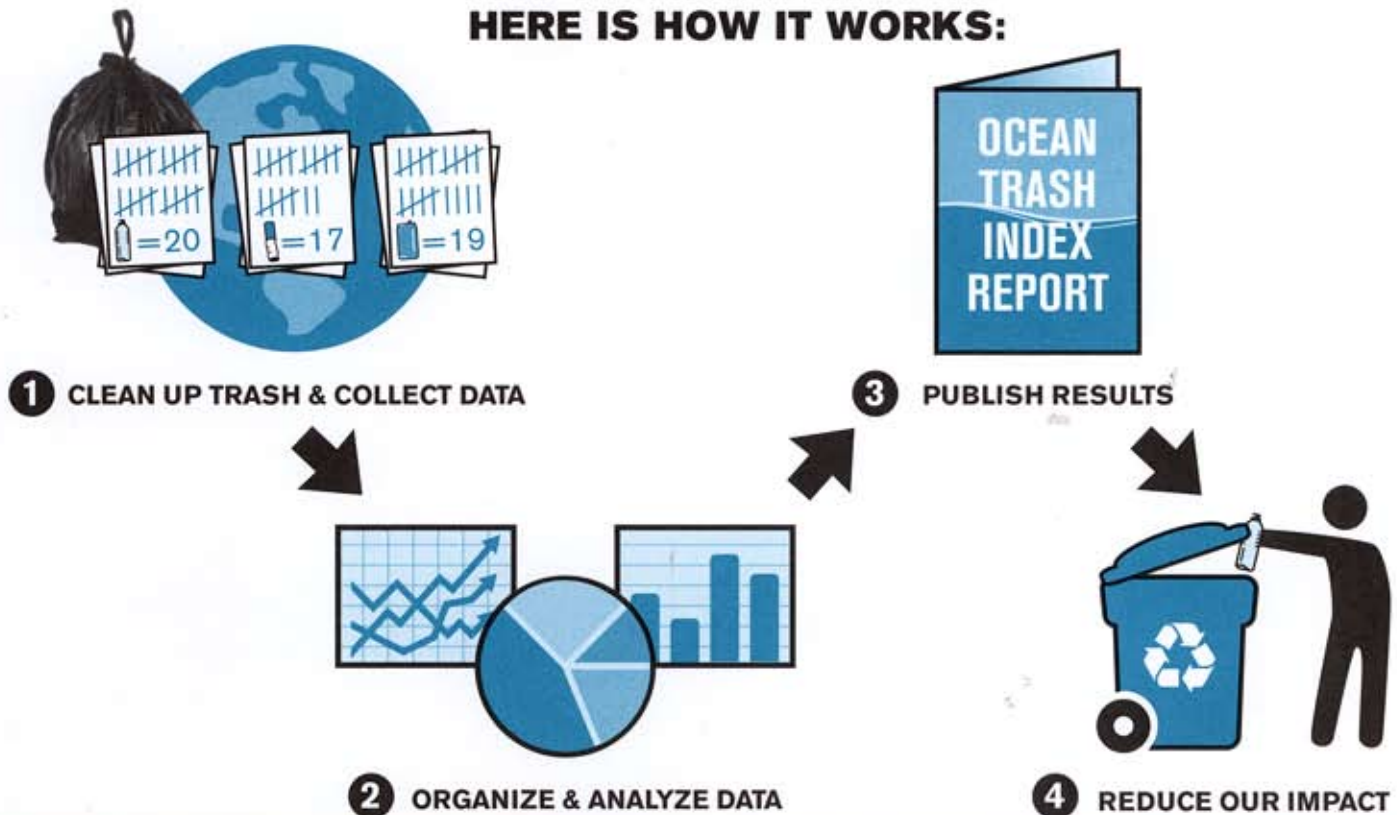 HERE IS HOW IT WORKS:
=20
=17
=19
1 CLEAN UP TRASH & COLLECT DATA
2 ORGANIZE & ANALYZE DATA
OCEAN
TRASH
INDEX
REPORT
3 PUBLISH RESULTS
4 REDUCE OUR IMPACT